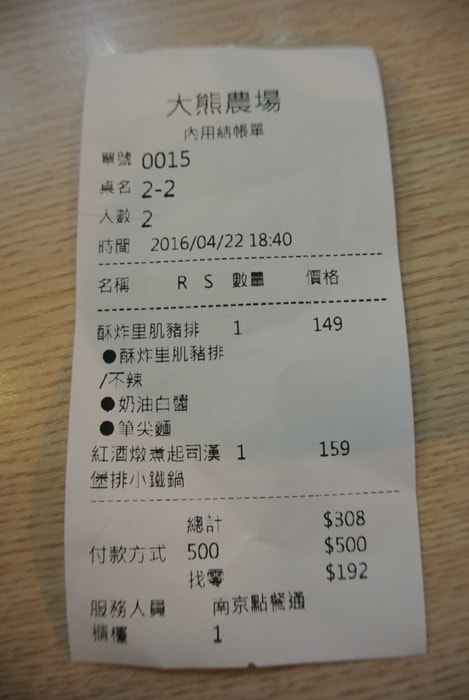 大熊農場
內用結帳單
單號 0015
桌名 2-2
人數 2
時間 2016/04/22 18:40
名稱 R S 數量 價格
酥炸里肌豬排 1 149
●酥炸里肌豬排
/不辣
●奶油白醬
●筆尖麵
紅酒燉煮起司漢 1 159
堡排小鐵鍋
總計 $308
付款方式 500 $500
找零 $192
服務人員 南京點餐通
櫃檯 1